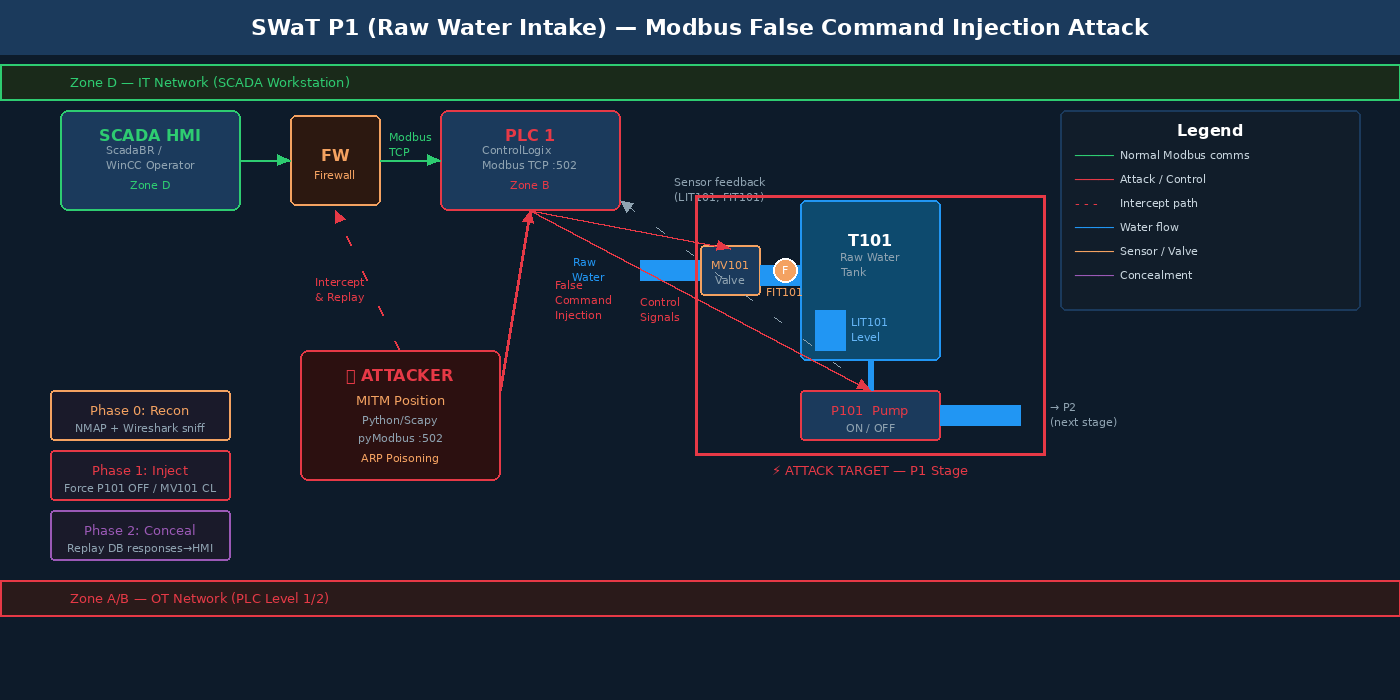 SWaT P1 (Raw Water Intake) — Modbus False Command Injection Attack
Zone D — IT Network (SCADA Workstation)
SCADA HMI
ScadaBR /
WinCC Operator
Zone D
FW
Firewall
Modbus
TCP
PLC 1
ControlLogix
Modbus TCP :502
Zone B
Sensor feedback
(LIT101, FIT101)
Legend
Normal Modbus comms
Attack / Control
Intercept path
Water flow
Sensor / Valve
Concealment
Raw
Water
MV101
Valve
F
FIT101
T101
Raw Water
Tank
LIT101
Level
Intercept
& Replay
False
Command
Injection
Control
Signals
ATTACKER
MITM Position
Python/Scapy
pyModbus :502
ARP Poisoning
P101 Pump
ON / OFF
→ P2
(next stage)
⚡ ATTACK TARGET — P1 Stage
Phase 0: Recon
NMAP + Wireshark sniff
Phase 1: Inject
Force P101 OFF / MV101 CL
Phase 2: Conceal
Replay DB responses→HMI
Zone A/B — OT Network (PLC Level 1/2)